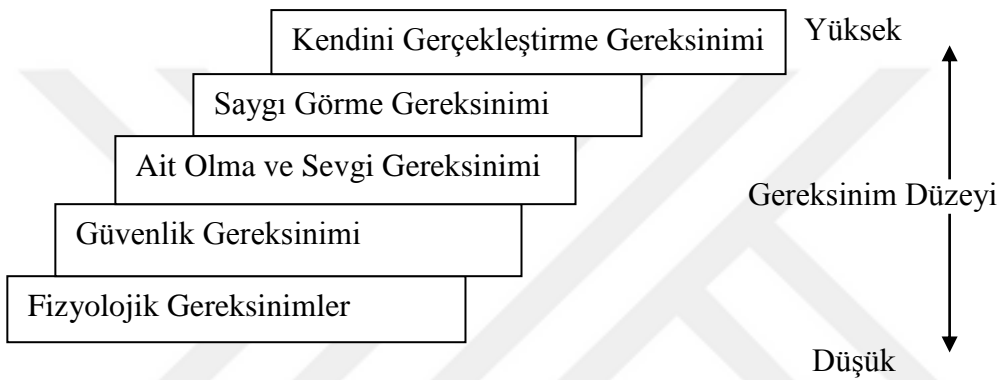 Kendini Gerçekleştirme Gereksinimi
Yüksek
Saygı Görme Gereksinimi
Ait Olma ve Sevgi Gereksinimi
Gereksinim Düzeyi
Güvenlik Gereksinimi
Fizyolojik Gereksinimler
Düşük